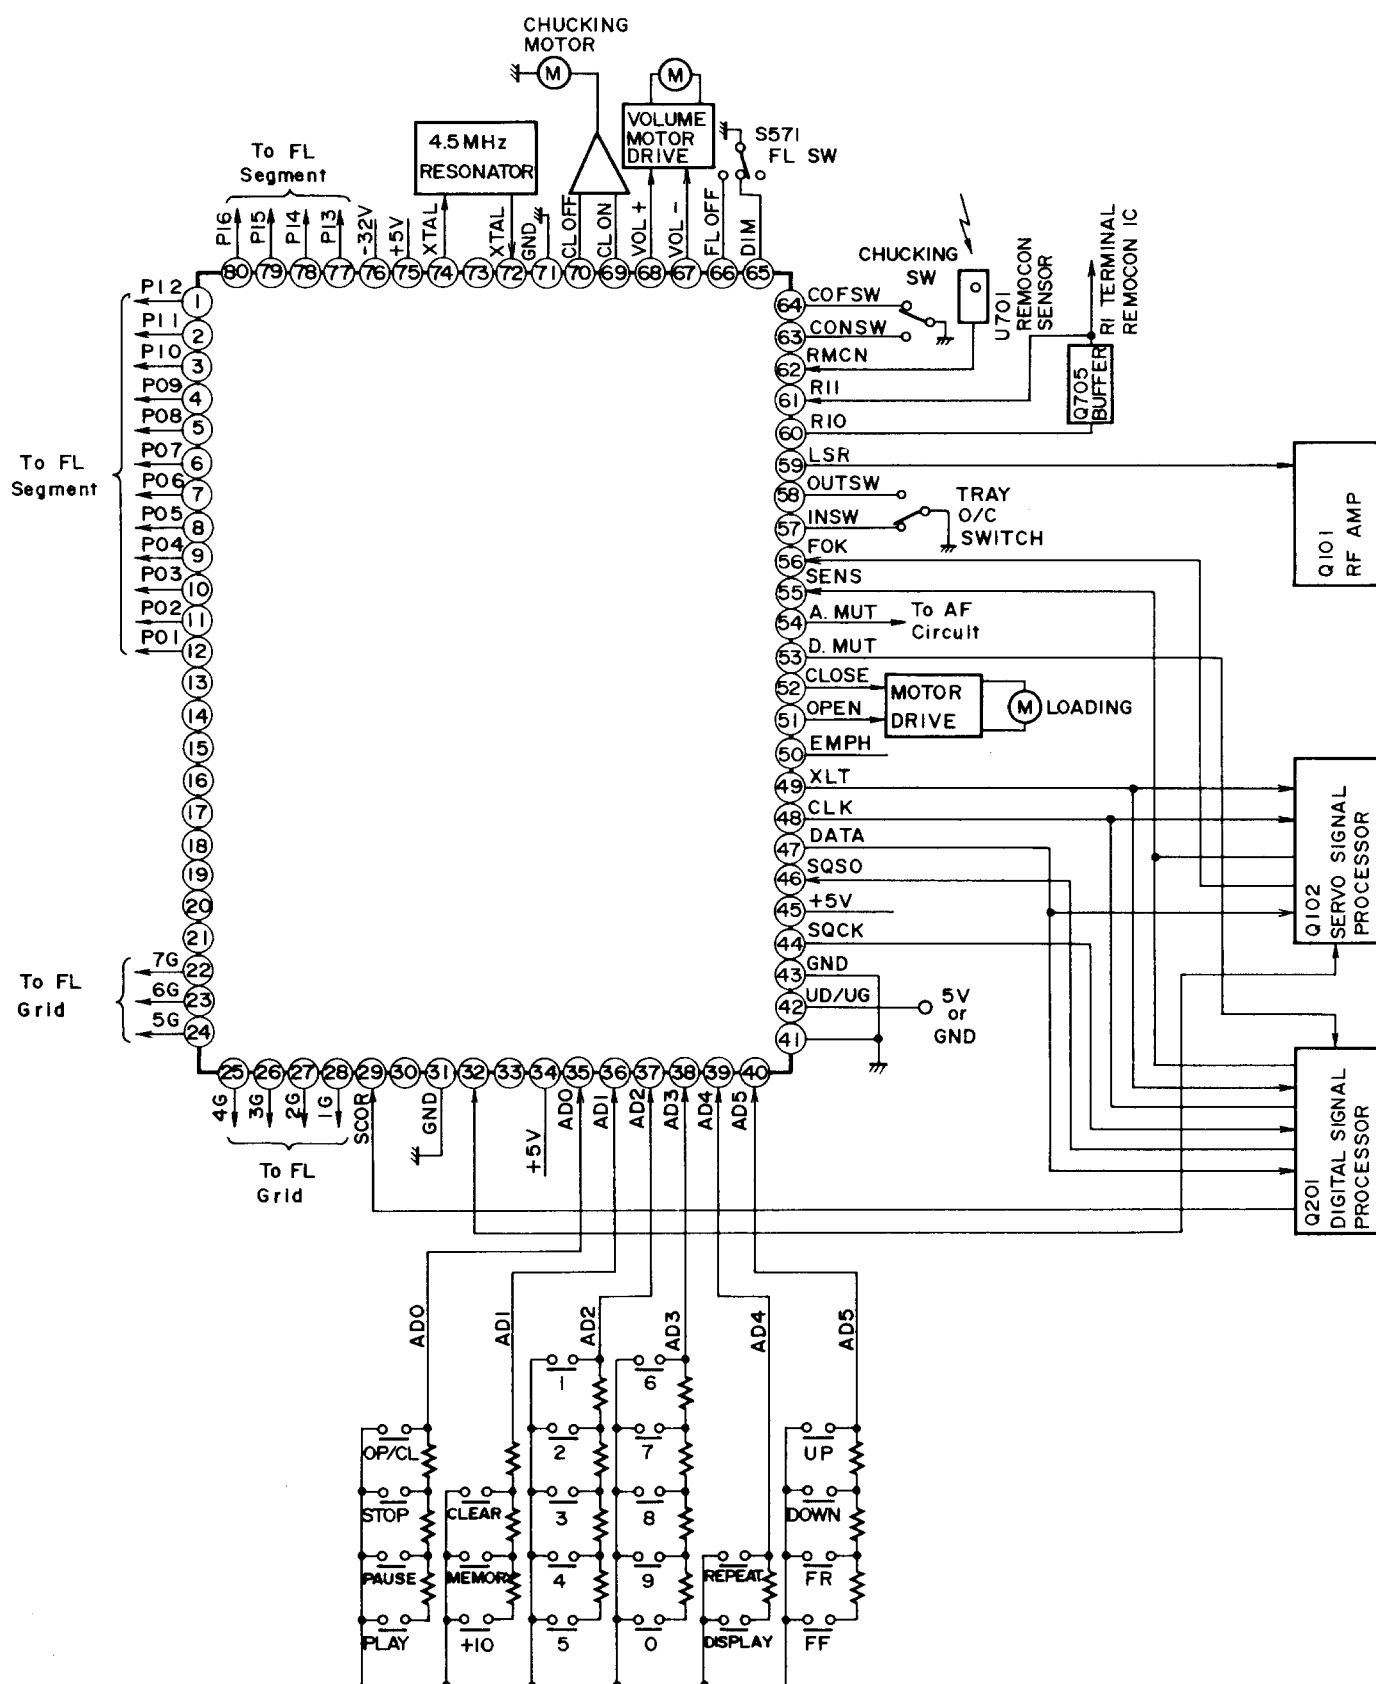 CHUCKING
MOTOR
M
M
4.5MHz
RESONATOR
VOLUME
MOTOR
DRIVE
S571
FL SW
To FL
Segment
P16
P15
P14
P13
-32V
+5V
XTAL
XTAL
GND
CLOFF
CLON
VOL+
VOL-
FLOFF
DIM
80
79
78
77
76
75
74
73
72
71
70
69
68
67
66
65
CHUCKING
SW
U701
REMOCON
SENSOR
RI TERMINAL
REMOCON IC
Q705
BUFFER
To FL
Segment
P12
P11
P10
P09
P08
P07
P06
P05
P04
P03
P02
P01
1
2
3
4
5
6
7
8
9
10
11
12
13
14
15
16
17
18
19
20
21
22
23
24
To FL
Grid
7G
6G
5G
64 COFSW
63 CONSW
62 RMCN
61 RI1
60 RIO
59 LSR
58 OUTSW
57 INSW
56 FOK
55 SENS
54 A.MUT
53 D.MUT
52 CLOSE
51 OPEN
50 EMPH
49 XLT
48 CLK
47 DATA
46 SQSO
45 +5V
44 SQCK
43 GND
42 UD/UG
41
TRAY
O/C
SWITCH
To AF
Circult
MOTOR
DRIVE
M LOADING
5V
or
GND
Q101
RF AMP
Q102
SERVO SIGNAL
PROCESSOR
Q201
DIGITAL SIGNAL
PROCESSOR
25
26
27
28
29
30
31
32
33
34
35
36
37
38
39
40
4G
3G
2G
1G
SCOR
GND
+5V
AD0
AD1
AD2
AD3
AD4
AD5
To FL
Grid
AD0
AD1
AD2
AD3
AD4
AD5
1
6
OP/CL
2
7
UP
STOP
CLEAR
3
8
DOWN
PAUSE
MEMORY
4
9
REPEAT
FR
PLAY
+10
5
0
DISPLAY
FF